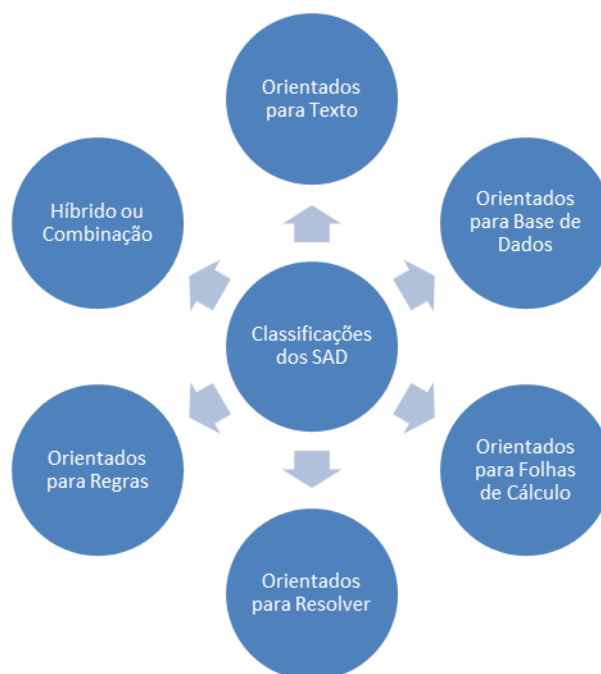 Orientados
para Texto
Orientados
para Base de
Dados
Orientados
para Folhas
de Cálculo
Orientados
para Resolver
Orientados
para Regras
Híbrido ou
Combinação
Classificações
dos SAD